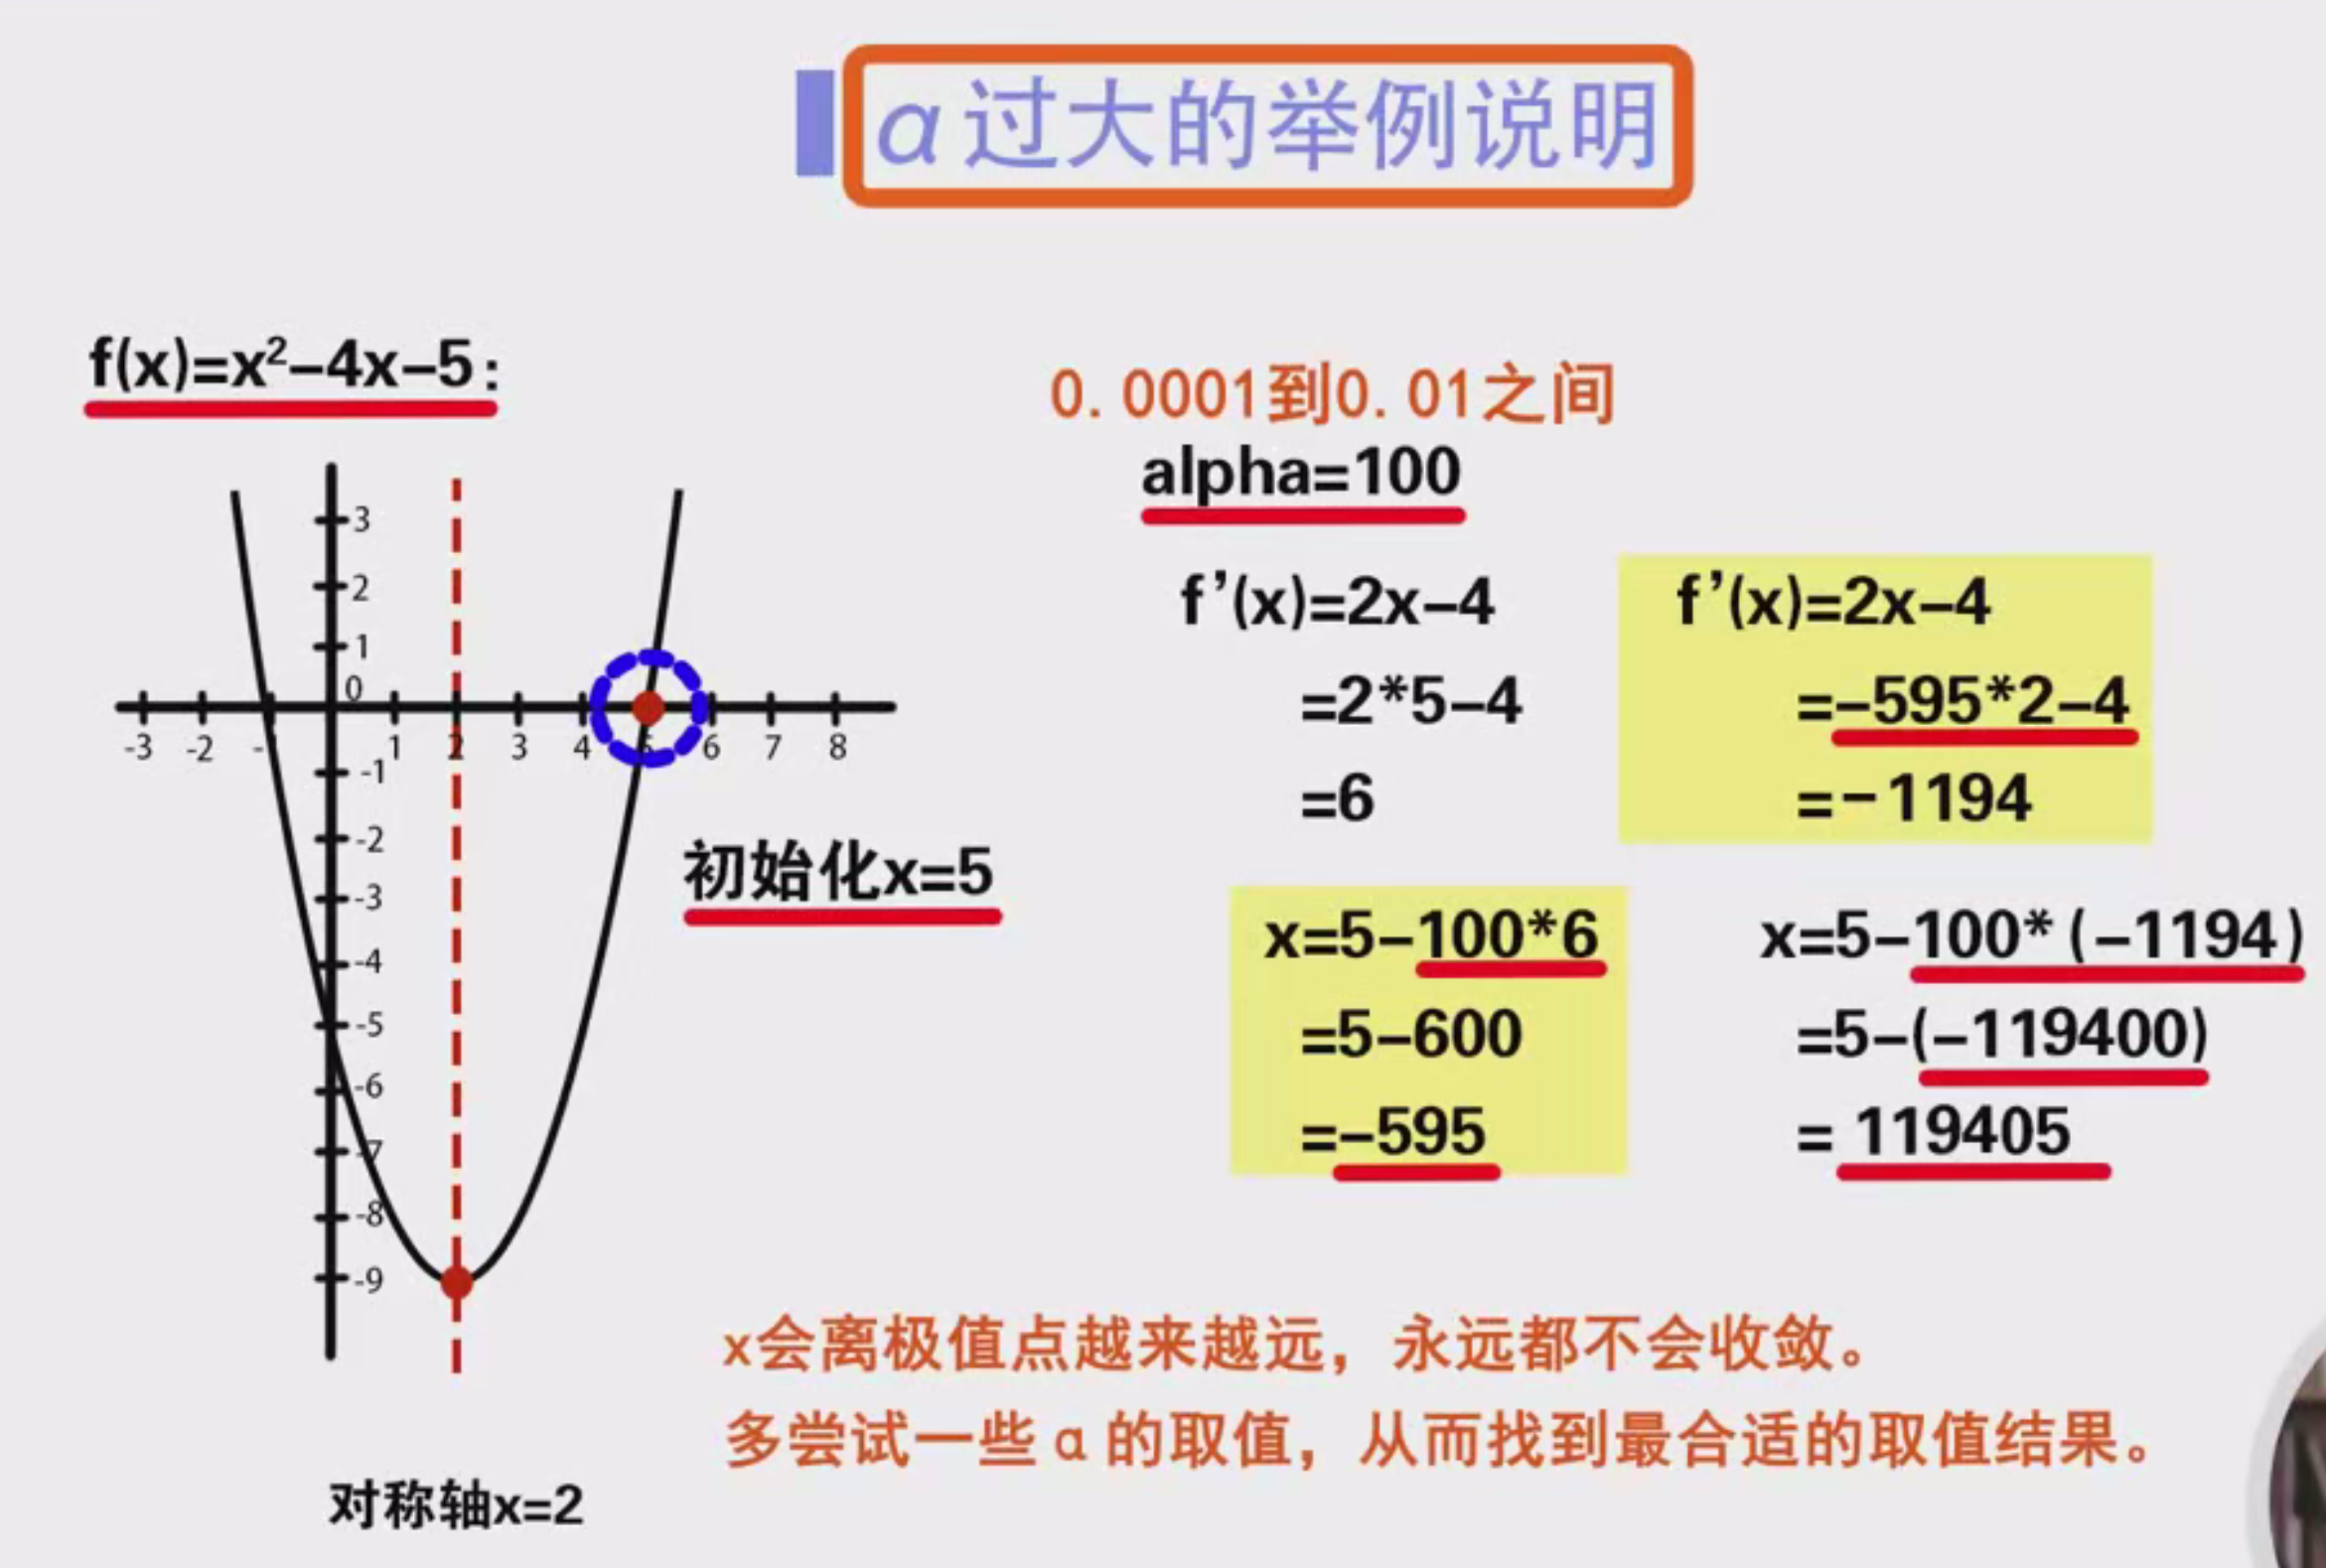 α过大的举例说明
f(x)=x²–4x–5:
3
2
1
0
-3 -2 -1 1 2 3 4 5 6 7 8
-1
-2
-3
-4
-5
-6
-7
-8
-9
初始化x=5
对称轴x=2
0.0001到0.01之间
alpha=100
f’(x)=2x–4
=2*5–4
=6
x=5–100*6
=5–600
=–595
f’(x)=2x–4
=–595*2–4
=–1194
x=5–100*(–1194)
=5–(–119400)
= 119405
x会离极值点越来越远，永远都不会收敛。
多尝试一些α的取值，从而找到最合适的取值结果。